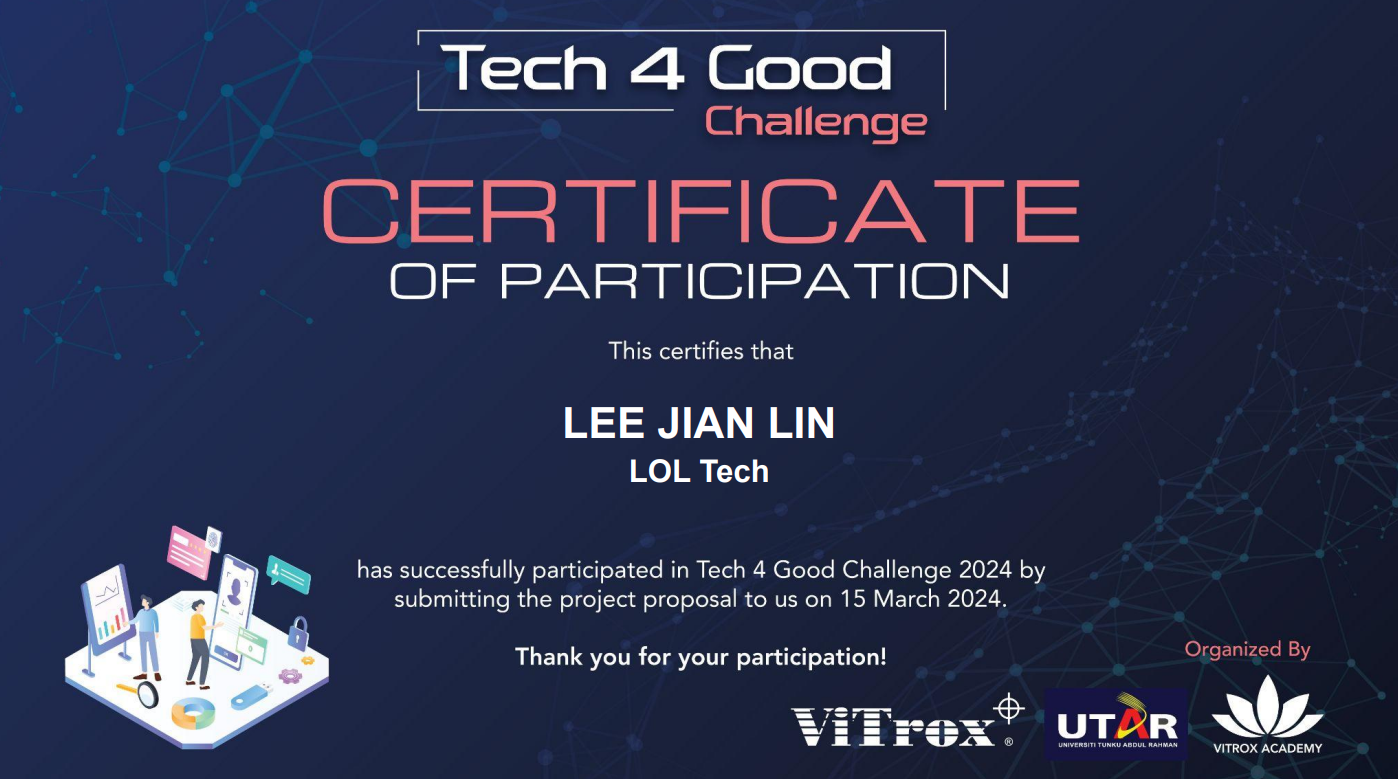 Tech 4 Good
Challenge
CERTIFICATE
OF PARTICIPATION
This certifies that
LEE JIAN LIN
LOL Tech
has successfully participated in Tech 4 Good Challenge 2024 by
submitting the project proposal to us on 15 March 2024.
Thank you for your participation!
Organized By
ViTrox®
UTAR
UNIVERSITI TUNKU ABDUL RAHMAN
VITROX ACADEMY